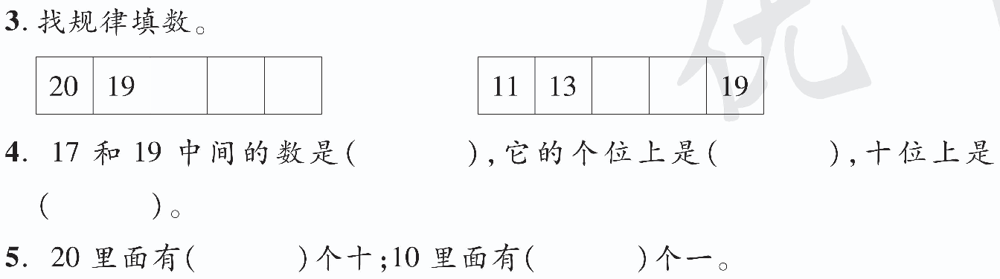 3. 找规律填数。
20 19
11 13 19
4. 17 和 19 中间的数是( ),它的个位上是( ),十位上是
( )。
5. 20 里面有( )个十;10 里面有( )个一。
优